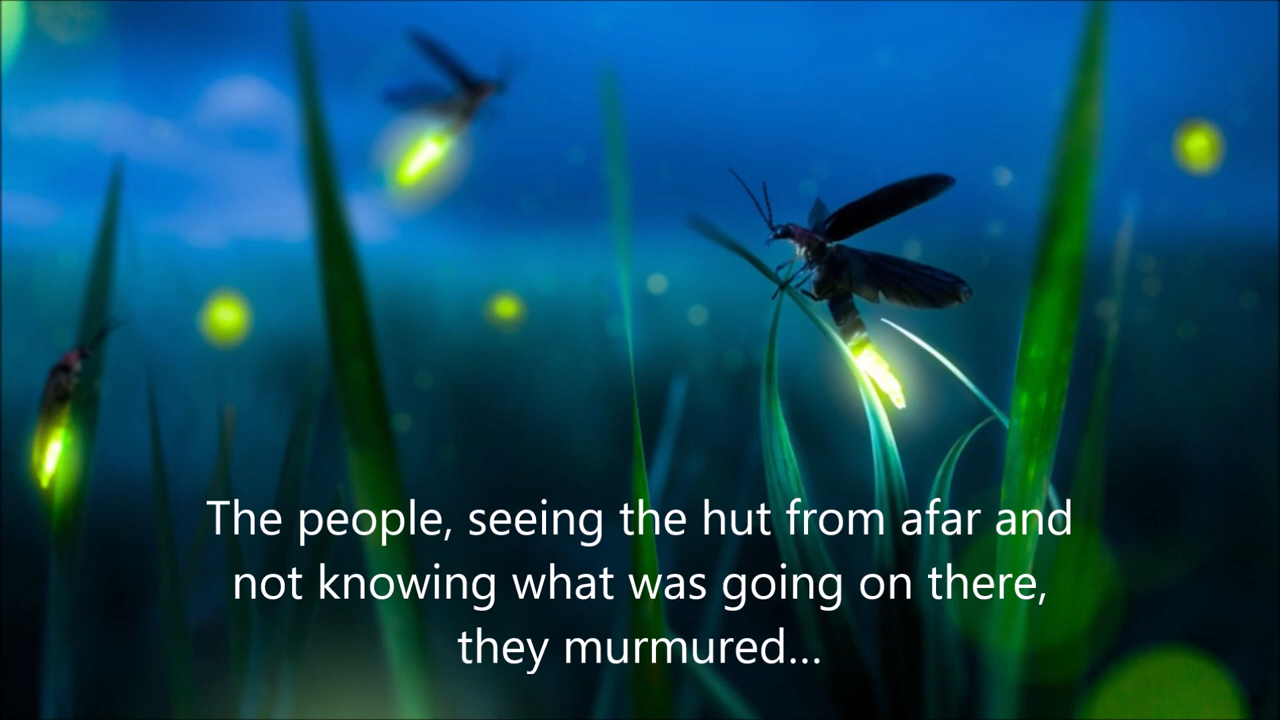 The people, seeing the hut from afar and
not knowing what was going on there,
they murmured...